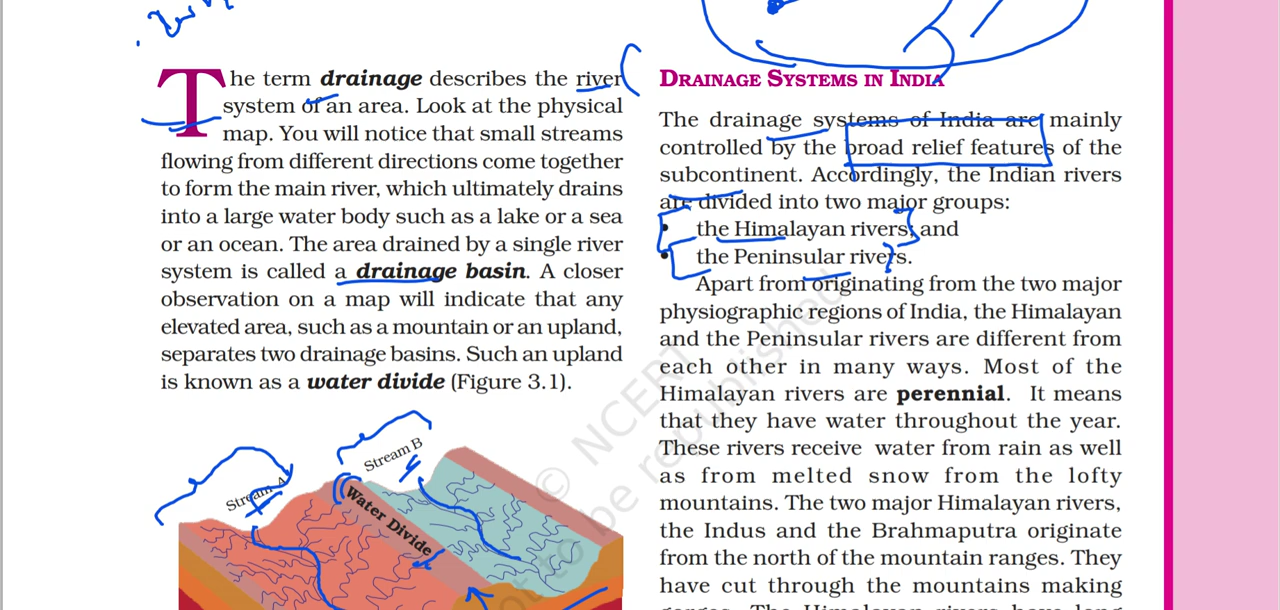 The term drainage describes the river
system of an area. Look at the physical
map. You will notice that small streams
flowing from different directions come together
to form the main river, which ultimately drains
into a large water body such as a lake or a sea
or an ocean. The area drained by a single river
system is called a drainage basin. A closer
observation on a map will indicate that any
elevated area, such as a mountain or an upland,
separates two drainage basins. Such an upland
is known as a water divide (Figure 3.1).
Stream A
Stream B
Water Divide
DRAINAGE SYSTEMS IN INDIA
The drainage systems of India are mainly
controlled by the broad relief features of the
subcontinent. Accordingly, the Indian rivers
are divided into two major groups:
• the Himalayan rivers; and
• the Peninsular rivers.
Apart from originating from the two major
physiographic regions of India, the Himalayan
and the Peninsular rivers are different from
each other in many ways. Most of the
Himalayan rivers are perennial. It means
that they have water throughout the year.
These rivers receive water from rain as well
as from melted snow from the lofty
mountains. The two major Himalayan rivers,
the Indus and the Brahmaputra originate
from the north of the mountain ranges. They
have cut through the mountains making
gorges. The Himalayan rivers have long
© NCERT
not to be republished